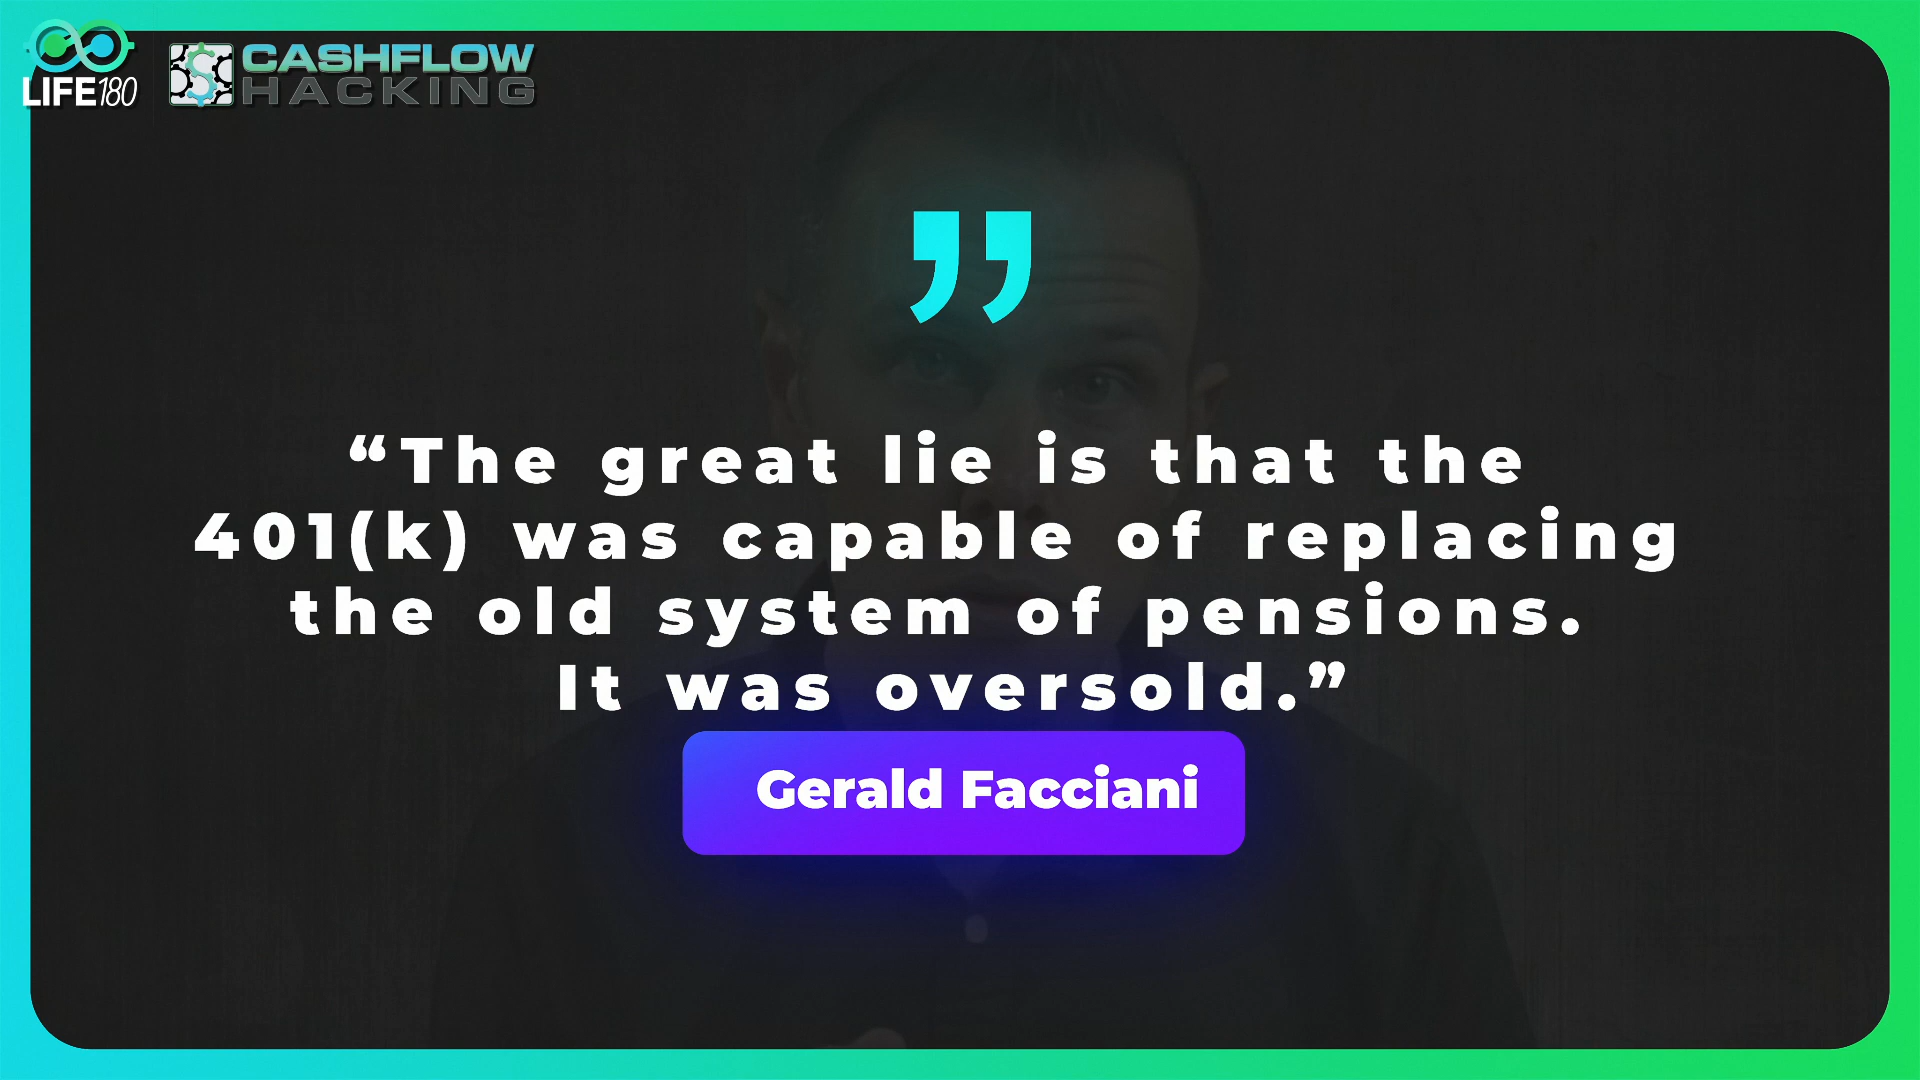 LIFE180
CASHFLOW
HACKING
”
“The great lie is that the
401(k) was capable of replacing
the old system of pensions.
It was oversold.”
Gerald Facciani